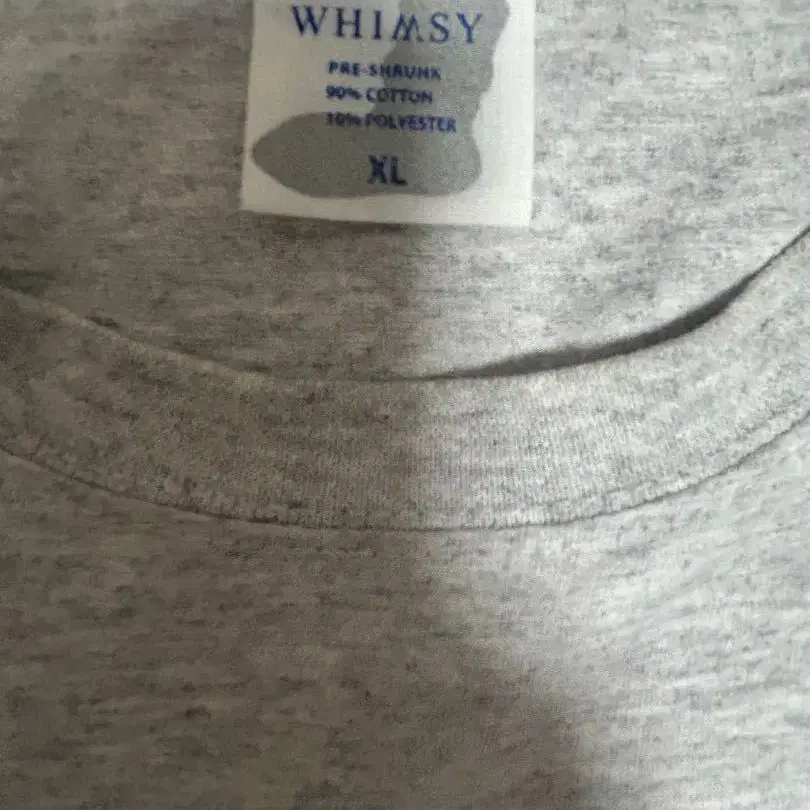 WHIMSY
PRE-SHRUNK
90% COTTON
10% POLYESTER
XL